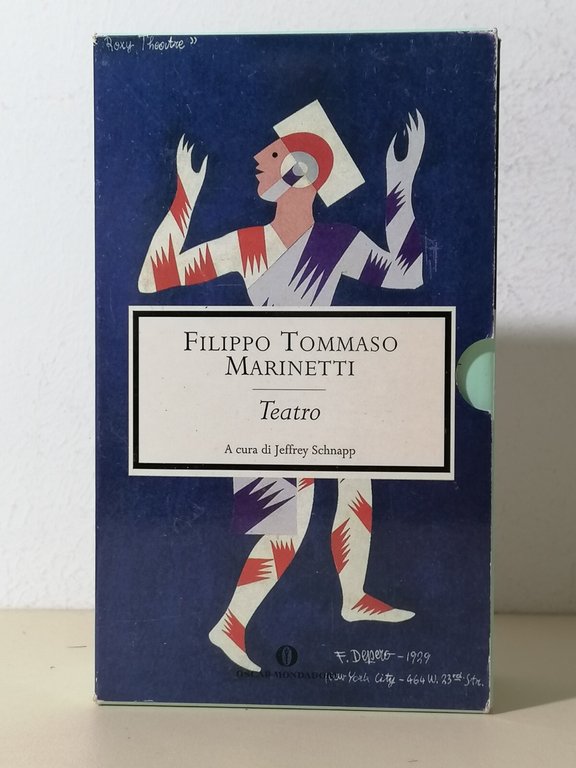 "Roxy Theatre"
FILIPPO TOMMASO
MARINETTI
Teatro
A cura di Jeffrey Schnapp
F. Depero - 1929
OSCAR MONDADORI
New York City - 464 W. 23rd Str.